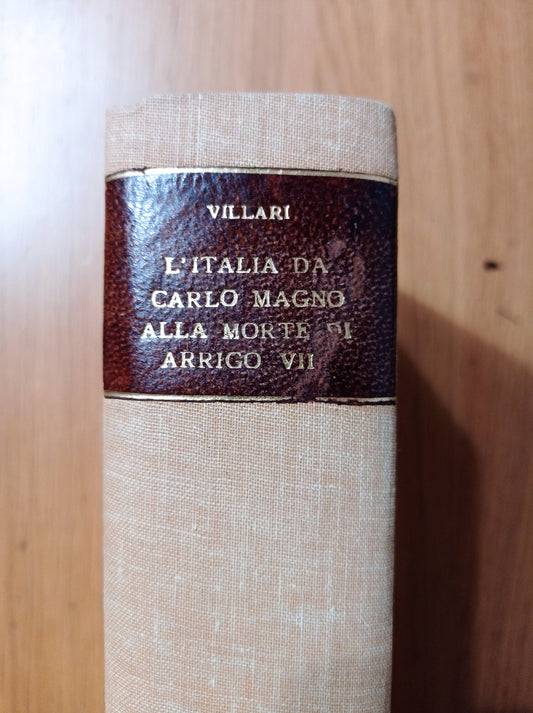 VILLARI
L'ITALIA DA
CARLO MAGNO
ALLA MORTE DI
ARRIGO VII